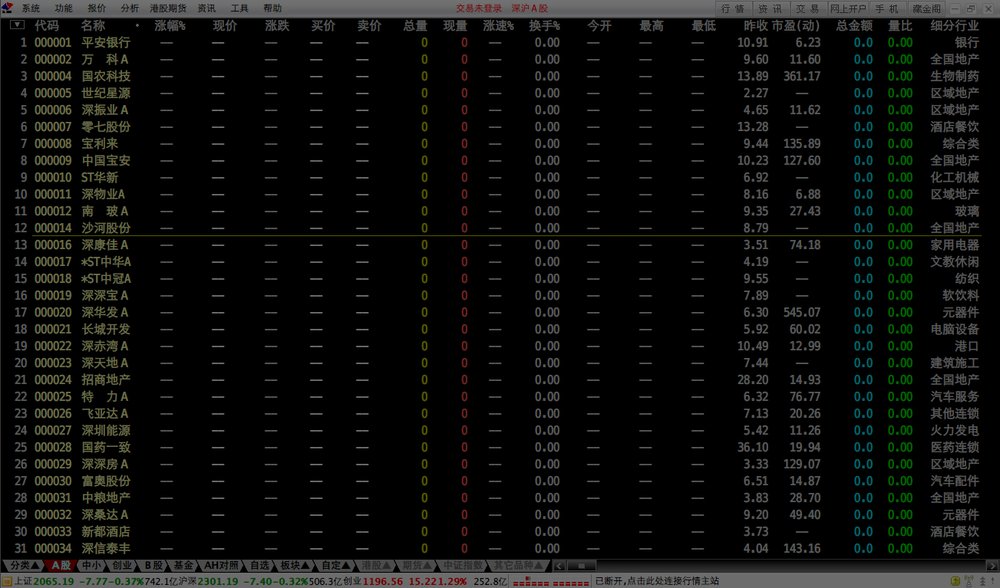 系统 功能 报价 分析 港股期货 资讯 工具 帮助 交易未登录 深沪A股 行情 资讯 交易 网上开户 手机 藏金阁
代码 名称 涨幅% 现价 涨跌 买价 卖价 总量 现量 涨速% 换手% 今开 最高 最低 昨收 市盈(动) 总金额 量比 细分行业
1 000001 平安银行 — — — — — 0 0 — 0.00 — — — 10.91 6.23 0.0 0.00 银行
2 000002 万 科A — — — — — 0 0 — 0.00 — — — 9.60 11.60 0.0 0.00 全国地产
3 000004 国农科技 — — — — — 0 0 — 0.00 — — — 13.89 361.17 0.0 0.00 生物制药
4 000005 世纪星源 — — — — — 0 0 — 0.00 — — — 2.27 — 0.0 0.00 区域地产
5 000006 深振业A — — — — — 0 0 — 0.00 — — — 4.65 11.62 0.0 0.00 区域地产
6 000007 零七股份 — — — — — 0 0 — 0.00 — — — 13.28 — 0.0 0.00 酒店餐饮
7 000008 宝利来 — — — — — 0 0 — 0.00 — — — 9.44 135.89 0.0 0.00 综合类
8 000009 中国宝安 — — — — — 0 0 — 0.00 — — — 10.23 127.60 0.0 0.00 全国地产
9 000010 ST华新 — — — — — 0 0 — 0.00 — — — 6.92 — 0.0 0.00 化工机械
10 000011 深物业A — — — — — 0 0 — 0.00 — — — 8.16 6.88 0.0 0.00 区域地产
11 000012 南 玻A — — — — — 0 0 — 0.00 — — — 9.35 27.43 0.0 0.00 玻璃
12 000014 沙河股份 — — — — — 0 0 — 0.00 — — — 8.79 — 0.0 0.00 全国地产
13 000016 深康佳A — — — — — 0 0 — 0.00 — — — 3.51 74.18 0.0 0.00 家用电器
14 000017 *ST中华A — — — — — 0 0 — 0.00 — — — 4.19 — 0.0 0.00 文教休闲
15 000018 *ST中冠A — — — — — 0 0 — 0.00 — — — 9.55 — 0.0 0.00 纺织
16 000019 深深宝A — — — — — 0 0 — 0.00 — — — 7.89 — 0.0 0.00 软饮料
17 000020 深华发A — — — — — 0 0 — 0.00 — — — 6.30 545.07 0.0 0.00 元器件
18 000021 长城开发 — — — — — 0 0 — 0.00 — — — 5.92 60.02 0.0 0.00 电脑设备
19 000022 深赤湾A — — — — — 0 0 — 0.00 — — — 10.49 12.99 0.0 0.00 港口
20 000023 深天地A — — — — — 0 0 — 0.00 — — — 7.44 — 0.0 0.00 建筑施工
21 000024 招商地产 — — — — — 0 0 — 0.00 — — — 28.20 14.93 0.0 0.00 全国地产
22 000025 特 力A — — — — — 0 0 — 0.00 — — — 6.32 76.77 0.0 0.00 汽车服务
23 000026 飞亚达A — — — — — 0 0 — 0.00 — — — 7.13 20.26 0.0 0.00 其他连锁
24 000027 深圳能源 — — — — — 0 0 — 0.00 — — — 5.42 11.26 0.0 0.00 火力发电
25 000028 国药一致 — — — — — 0 0 — 0.00 — — — 36.10 19.94 0.0 0.00 医药连锁
26 000029 深深房A — — — — — 0 0 — 0.00 — — — 3.33 129.07 0.0 0.00 区域地产
27 000030 富奥股份 — — — — — 0 0 — 0.00 — — — 6.51 14.87 0.0 0.00 汽车配件
28 000031 中粮地产 — — — — — 0 0 — 0.00 — — — 3.83 28.70 0.0 0.00 全国地产
29 000032 深桑达A — — — — — 0 0 — 0.00 — — — 9.20 49.40 0.0 0.00 元器件
30 000033 新都酒店 — — — — — 0 0 — 0.00 — — — 3.73 — 0.0 0.00 酒店餐饮
31 000034 深信泰丰 — — — — — 0 0 — 0.00 — — — 4.04 143.16 0.0 0.00 综合类
分类▲ A股 中小 创业 B股 基金 AH对照 自选 板块▲ 自定▲ 港股▲ 期货▲ 中证指数 其它品种▲
上证2065.19 -7.77 -0.37% 742.1亿 沪深2301.19 -7.40 -0.32% 506.3亿 创业1196.56 15.22 1.29% 252.8亿 已断开,点击此处连接行情主站